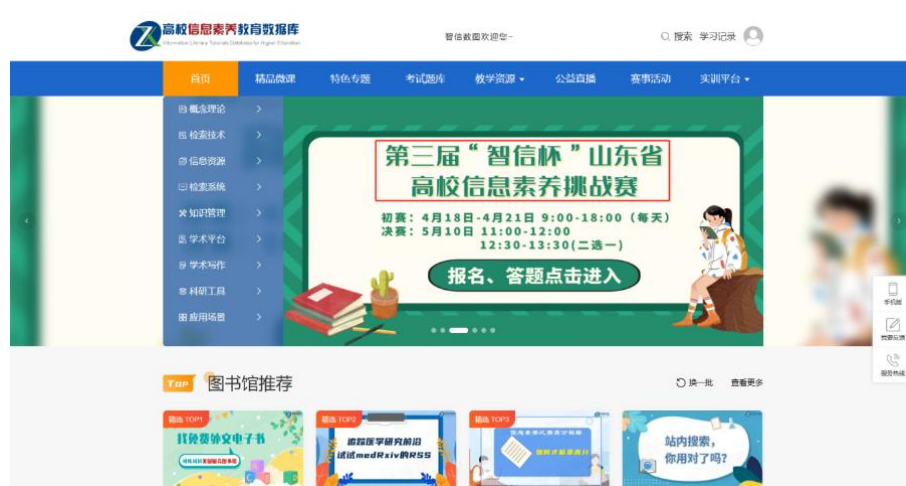 高校信息素养教育数据库
Information Literacy Tutorials Database for Higher Education
智信数图欢迎您~
搜索 学习记录
首页 精品微课 特色专题 考试题库 教学资源 公益直播 赛事活动 实训平台
概念理论
检索技术
信息资源
检索系统
知识管理
学术平台
学术写作
科研工具
应用场景
第三届“智信杯”山东省
高校信息素养挑战赛
初赛:4月18日-4月21日 9:00-18:00(每天)
决赛:5月10日 11:00-12:00
12:30-13:30(二选一)
报名、答题点击进入
手机版
我要反馈
服务热线
TOP 图书馆推荐
换一批 查看更多
精选 TOP1
找免费外文电子书
精选 TOP2
追踪医学研究前沿
试试medRxiv的RSS
精选 TOP3
站内搜索,
你用对了吗?